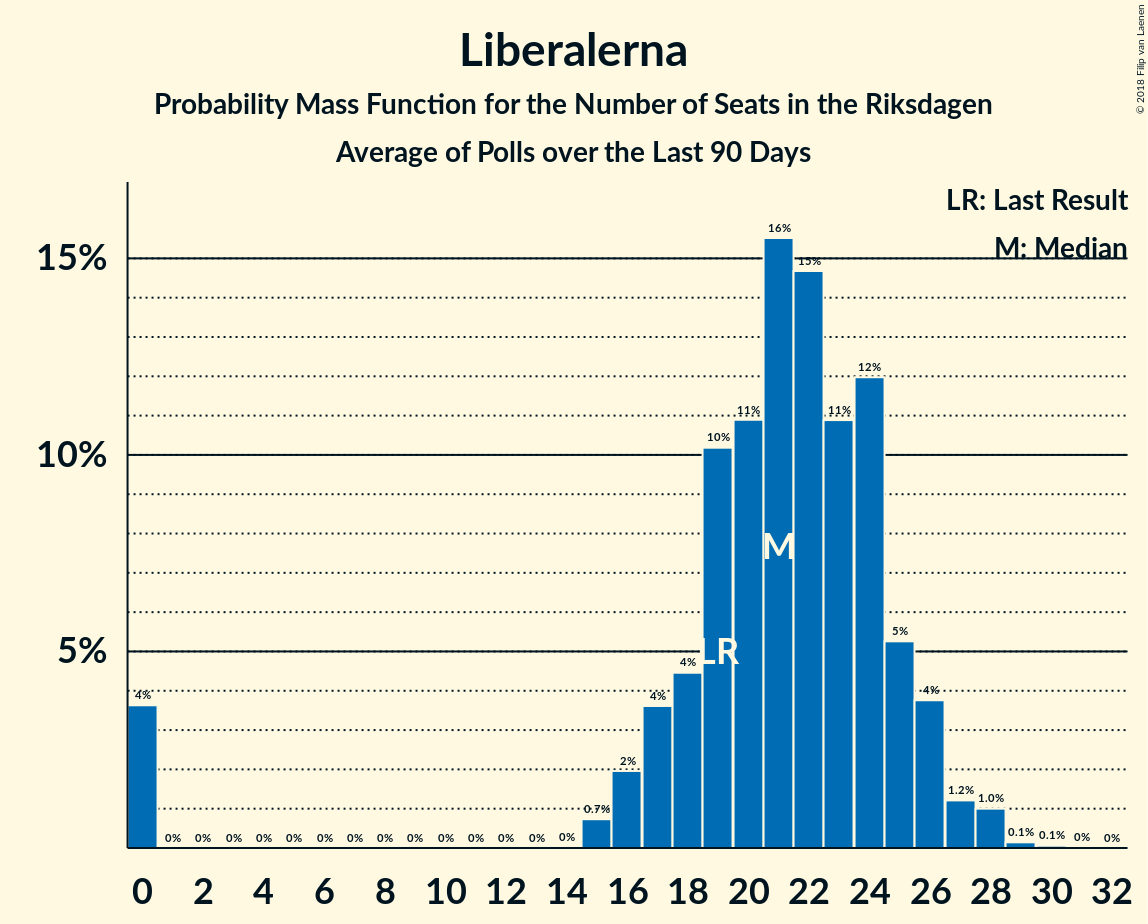 Liberalerna
Probability Mass Function for the Number of Seats in the Riksdagen
Average of Polls over the Last 90 Days
© 2018 Filip van Laenen
LR: Last Result
M: Median
15%
10%
5%
4% 0% 0% 0% 0% 0% 0% 0% 0% 0% 0% 0% 0% 0% 0% 0.7% 2% 4% 4% 10% 11% 16% 15% 11% 12% 5% 4% 1.2% 1.0% 0.1% 0.1% 0% 0%
LR
M
0 2 4 6 8 10 12 14 16 18 20 22 24 26 28 30 32